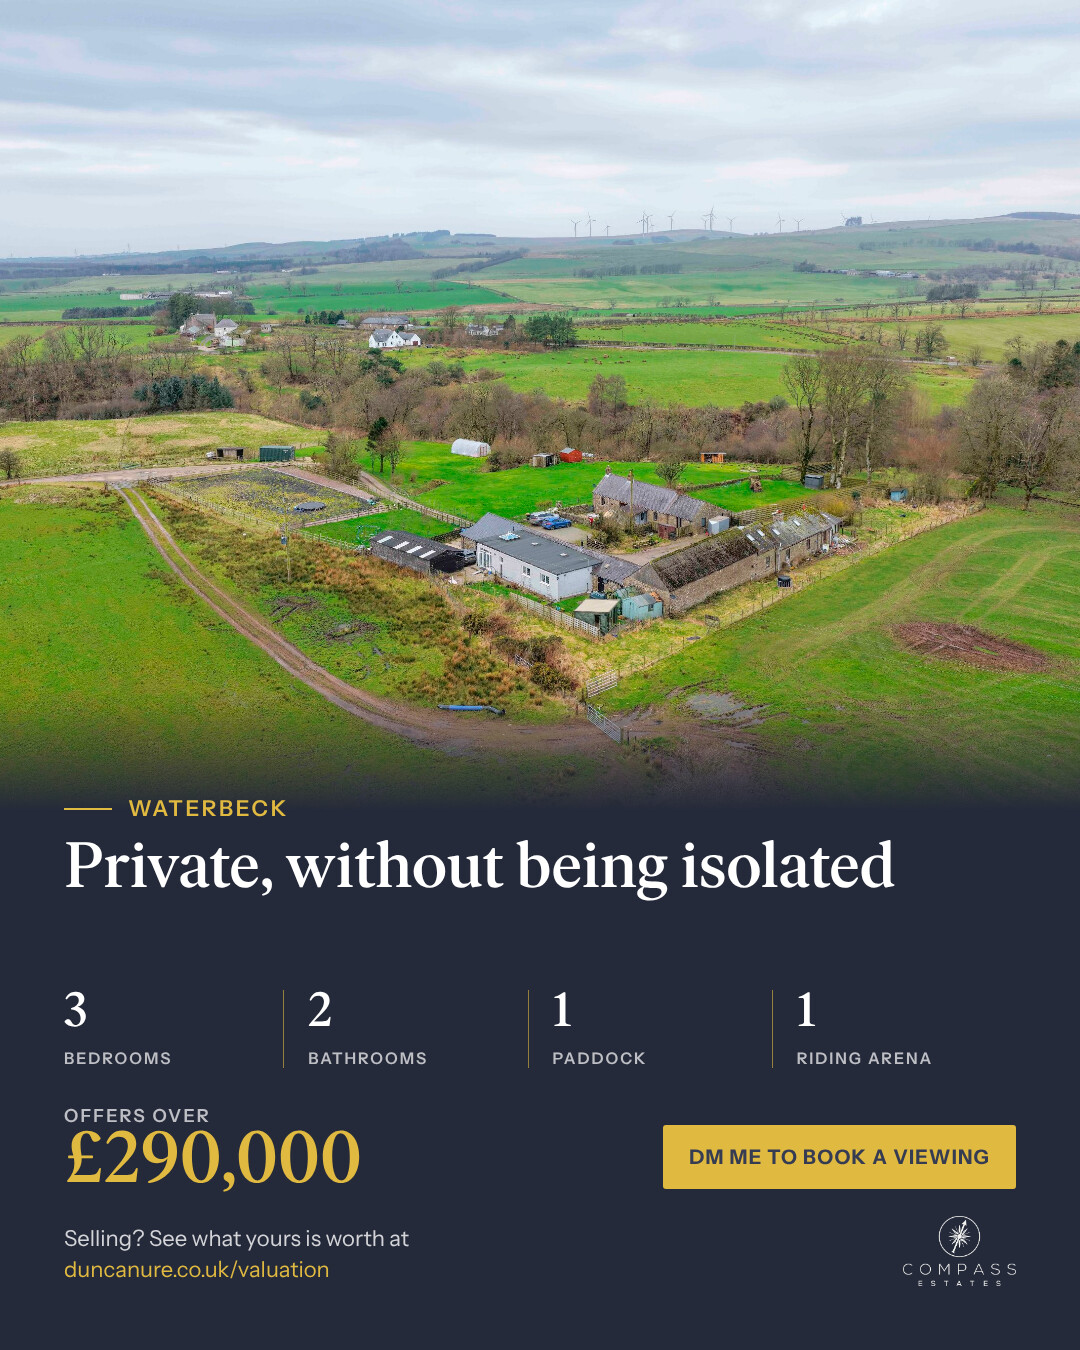 WATERBECK
Private, without being isolated
3
BEDROOMS
2
BATHROOMS
1
PADDOCK
1
RIDING ARENA
OFFERS OVER
£290,000
DM ME TO BOOK A VIEWING
Selling? See what yours is worth at
duncanure.co.uk/valuation
COMPASS
ESTATES